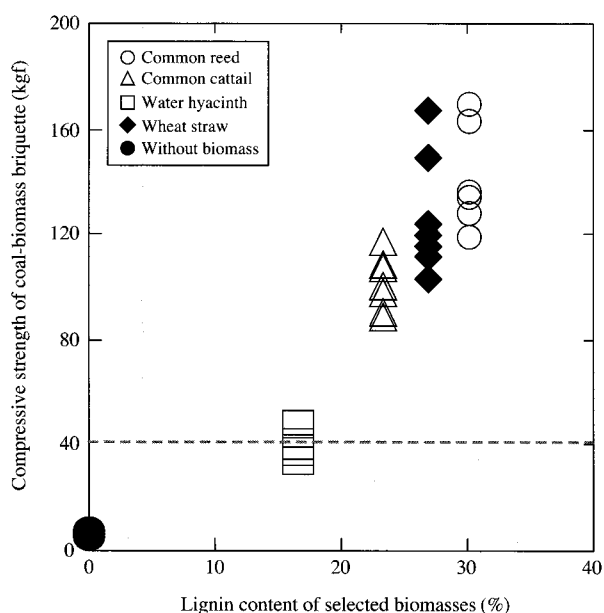 200
160
120
80
40
0
Compressive strength of coal-biomass briquette (kgf)
Common reed
Common cattail
Water hyacinth
Wheat straw
Without biomass
0 10 20 30 40
Lignin content of selected biomasses (%)